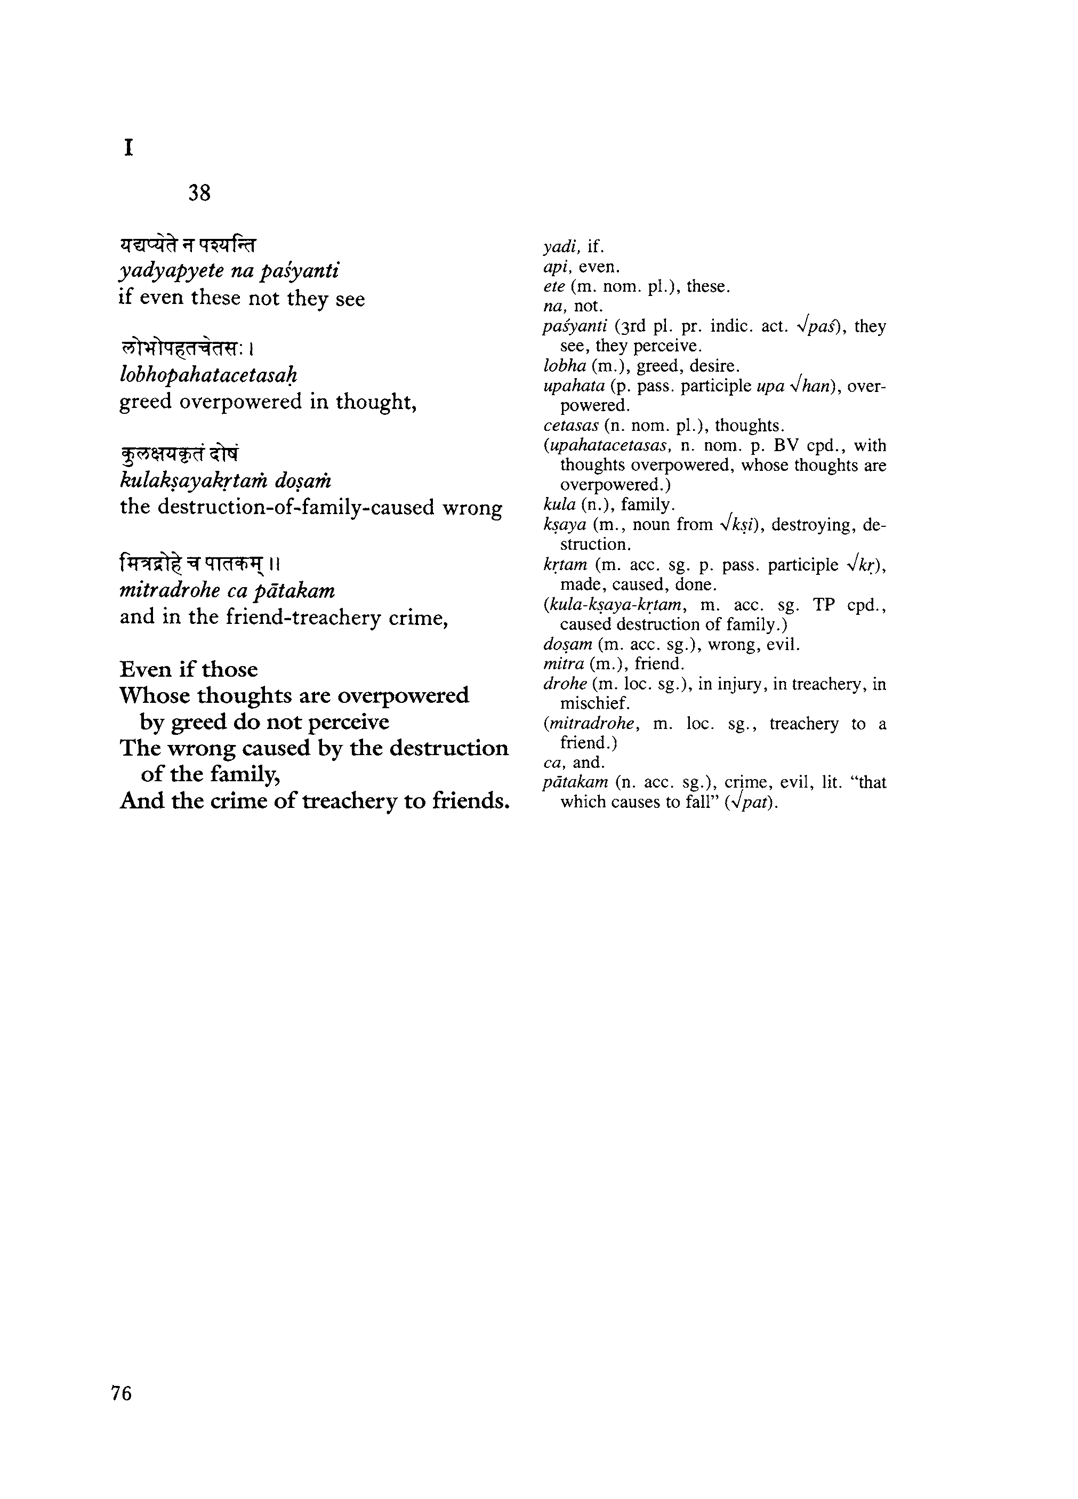 I
38
यद्यप्येते न पश्यन्ति
yadyapyete na paśyanti
if even these not they see
लोभोपहतचेतसः ।
lobhopahatacetasaḥ
greed overpowered in thought,
कुलक्षयकृतं दोषं
kulakṣayakṛtaṁ doṣaṁ
the destruction-of-family-caused wrong
मित्रद्रोहे च पातकम् ।।
mitradrohe ca pātakam
and in the friend-treachery crime,
Even if those
Whose thoughts are overpowered
by greed do not perceive
The wrong caused by the destruction
of the family,
And the crime of treachery to friends.
yadi, if.
api, even.
ete (m. nom. pl.), these.
na, not.
paśyanti (3rd pl. pr. indic. act. √paś), they
see, they perceive.
lobha (m.), greed, desire.
upahata (p. pass. participle upa √han), over-
powered.
cetasas (n. nom. pl.), thoughts.
(upahatacetasas, n. nom. p. BV cpd., with
thoughts overpowered, whose thoughts are
overpowered.)
kula (n.), family.
kṣaya (m., noun from √kṣi), destroying, de-
struction.
kṛtam (m. acc. sg. p. pass. participle √kṛ),
made, caused, done.
(kula-kṣaya-kṛtam, m. acc. sg. TP cpd.,
caused destruction of family.)
doṣam (m. acc. sg.), wrong, evil.
mitra (m.), friend.
drohe (m. loc. sg.), in injury, in treachery, in
mischief.
(mitradrohe, m. loc. sg., treachery to a
friend.)
ca, and.
pātakam (n. acc. sg.), crime, evil, lit. “that
which causes to fall” (√pat).
76